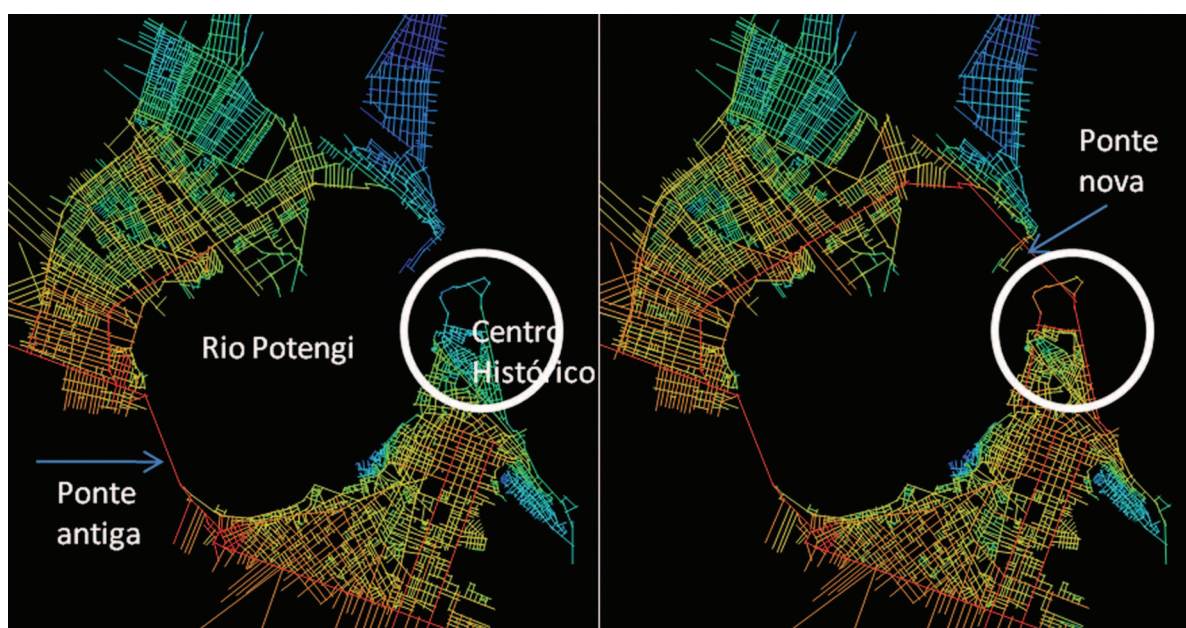 Ponte
nova
Rio Potengi
Centro
Histórico
Ponte
antiga